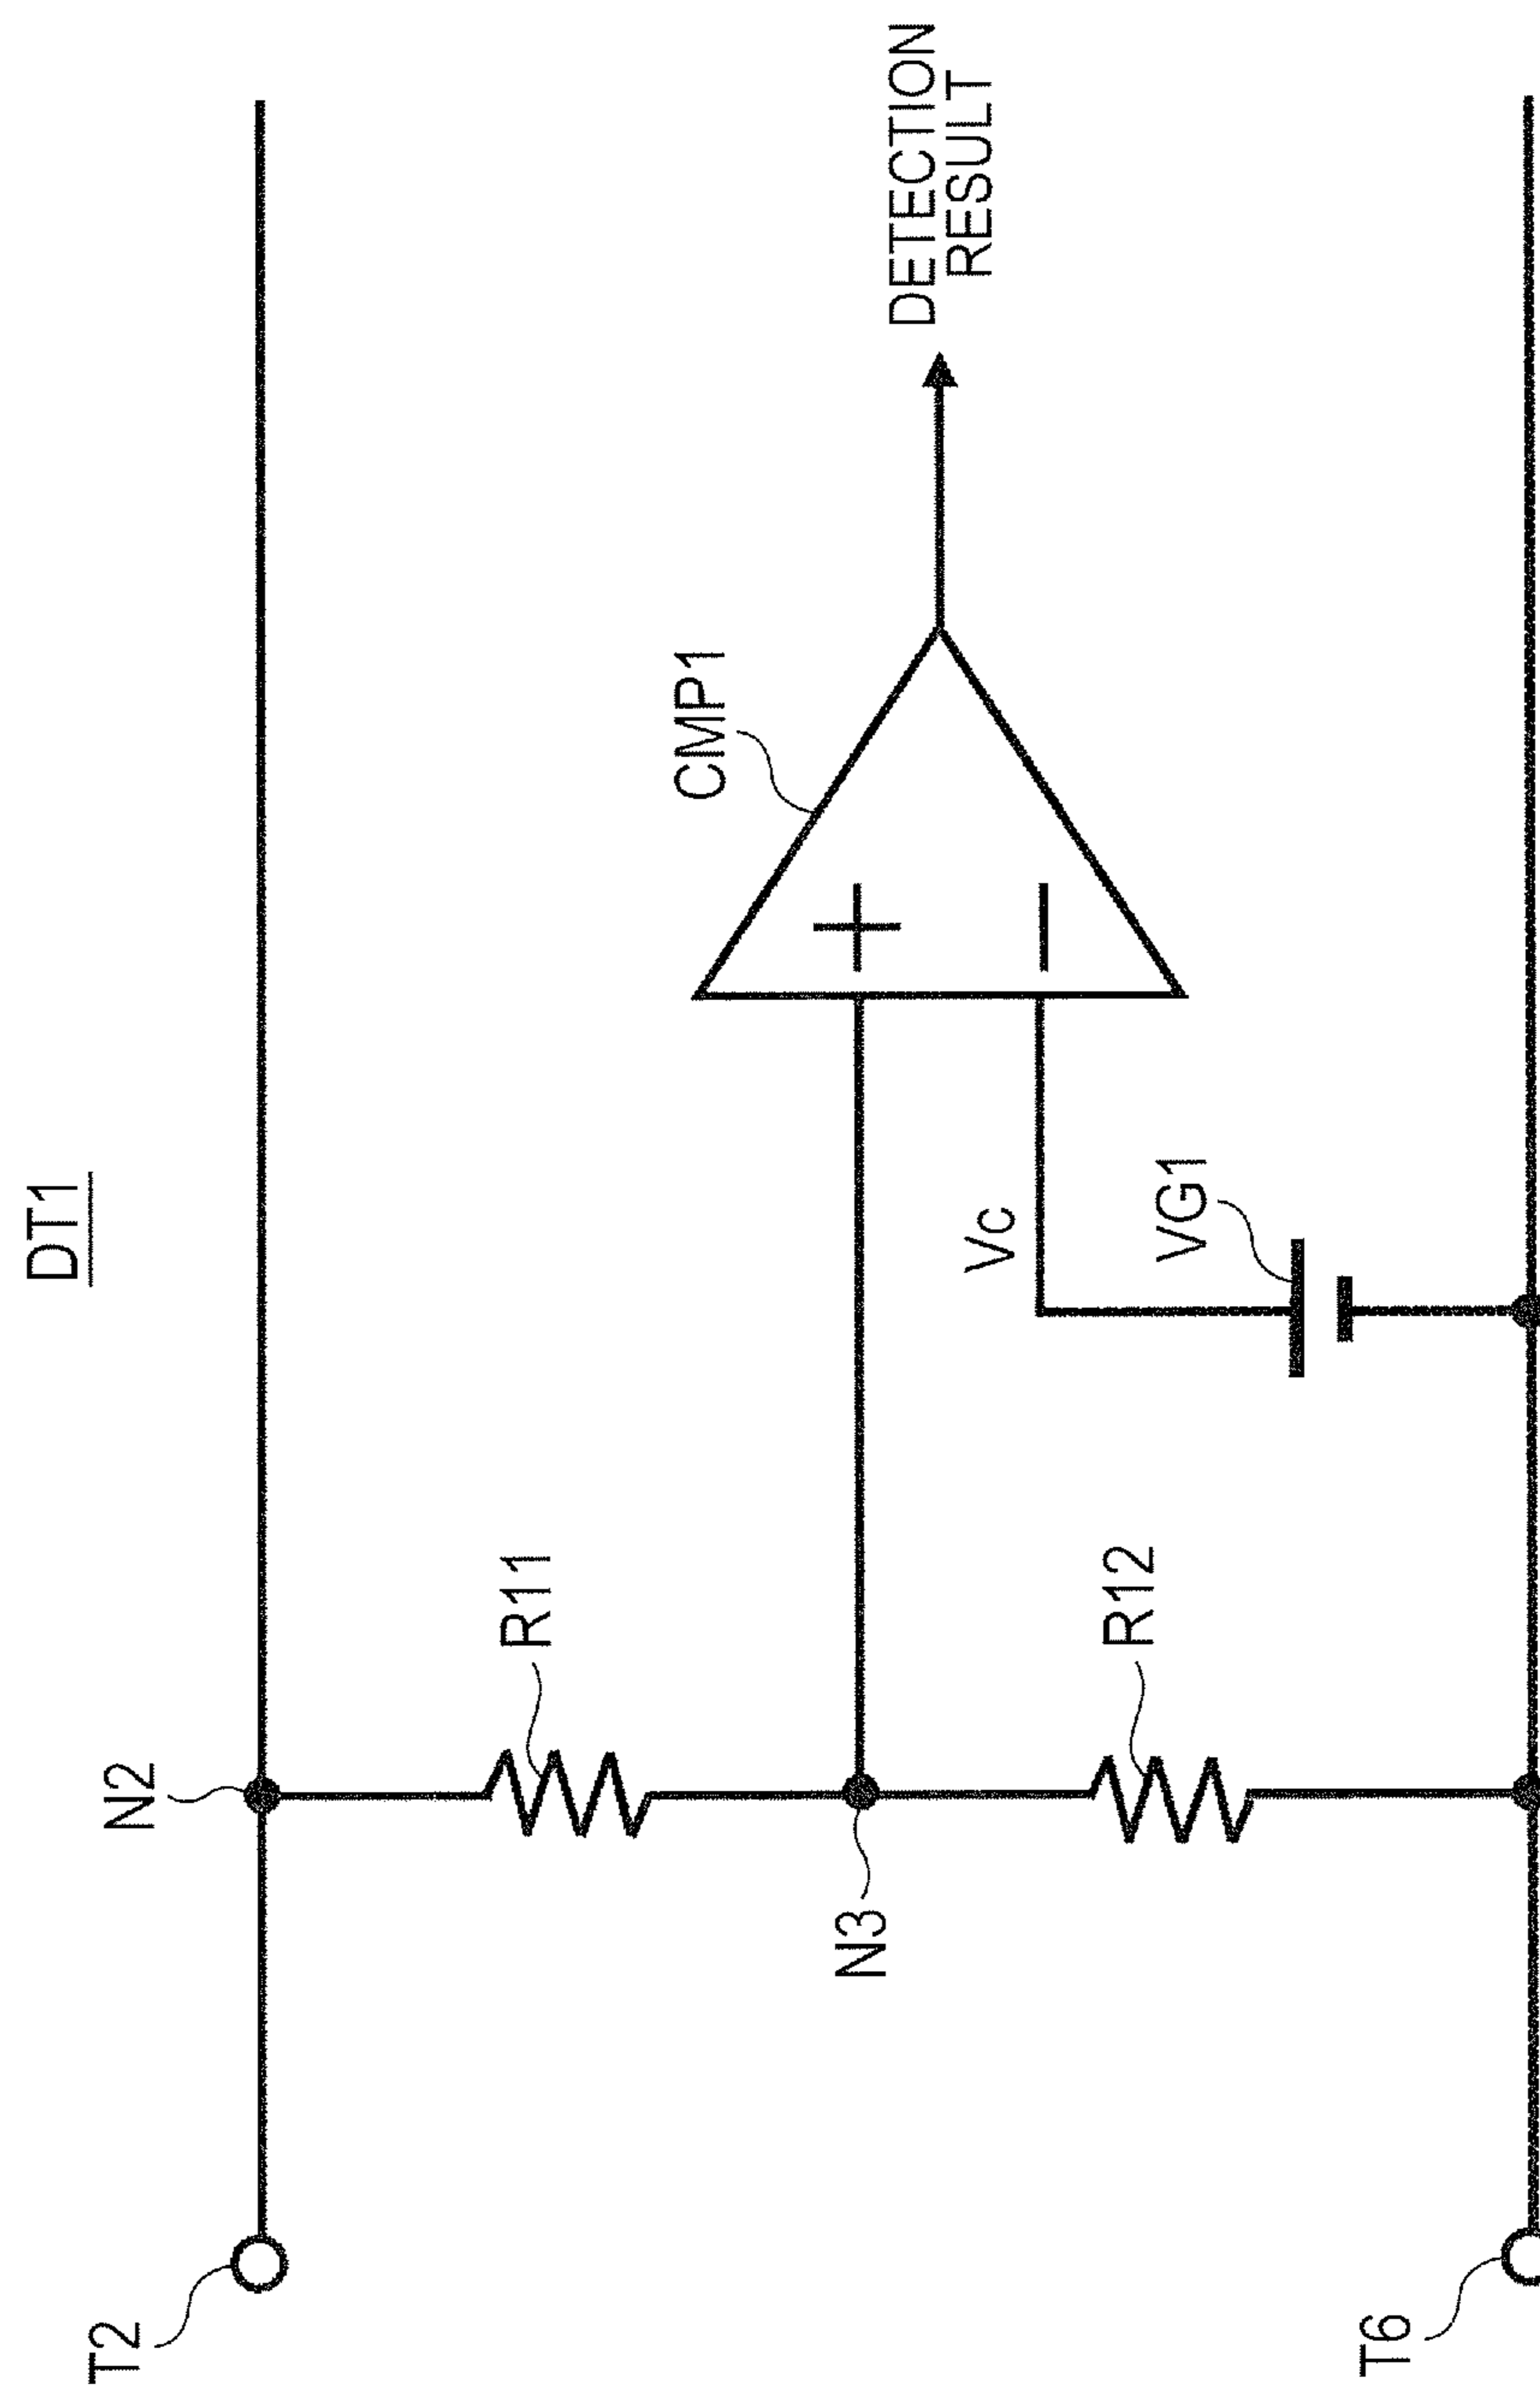 DT1
T2
N2
R11
N3
R12
CMP1
Vc
VG1
DETECTION
RESULT
T6